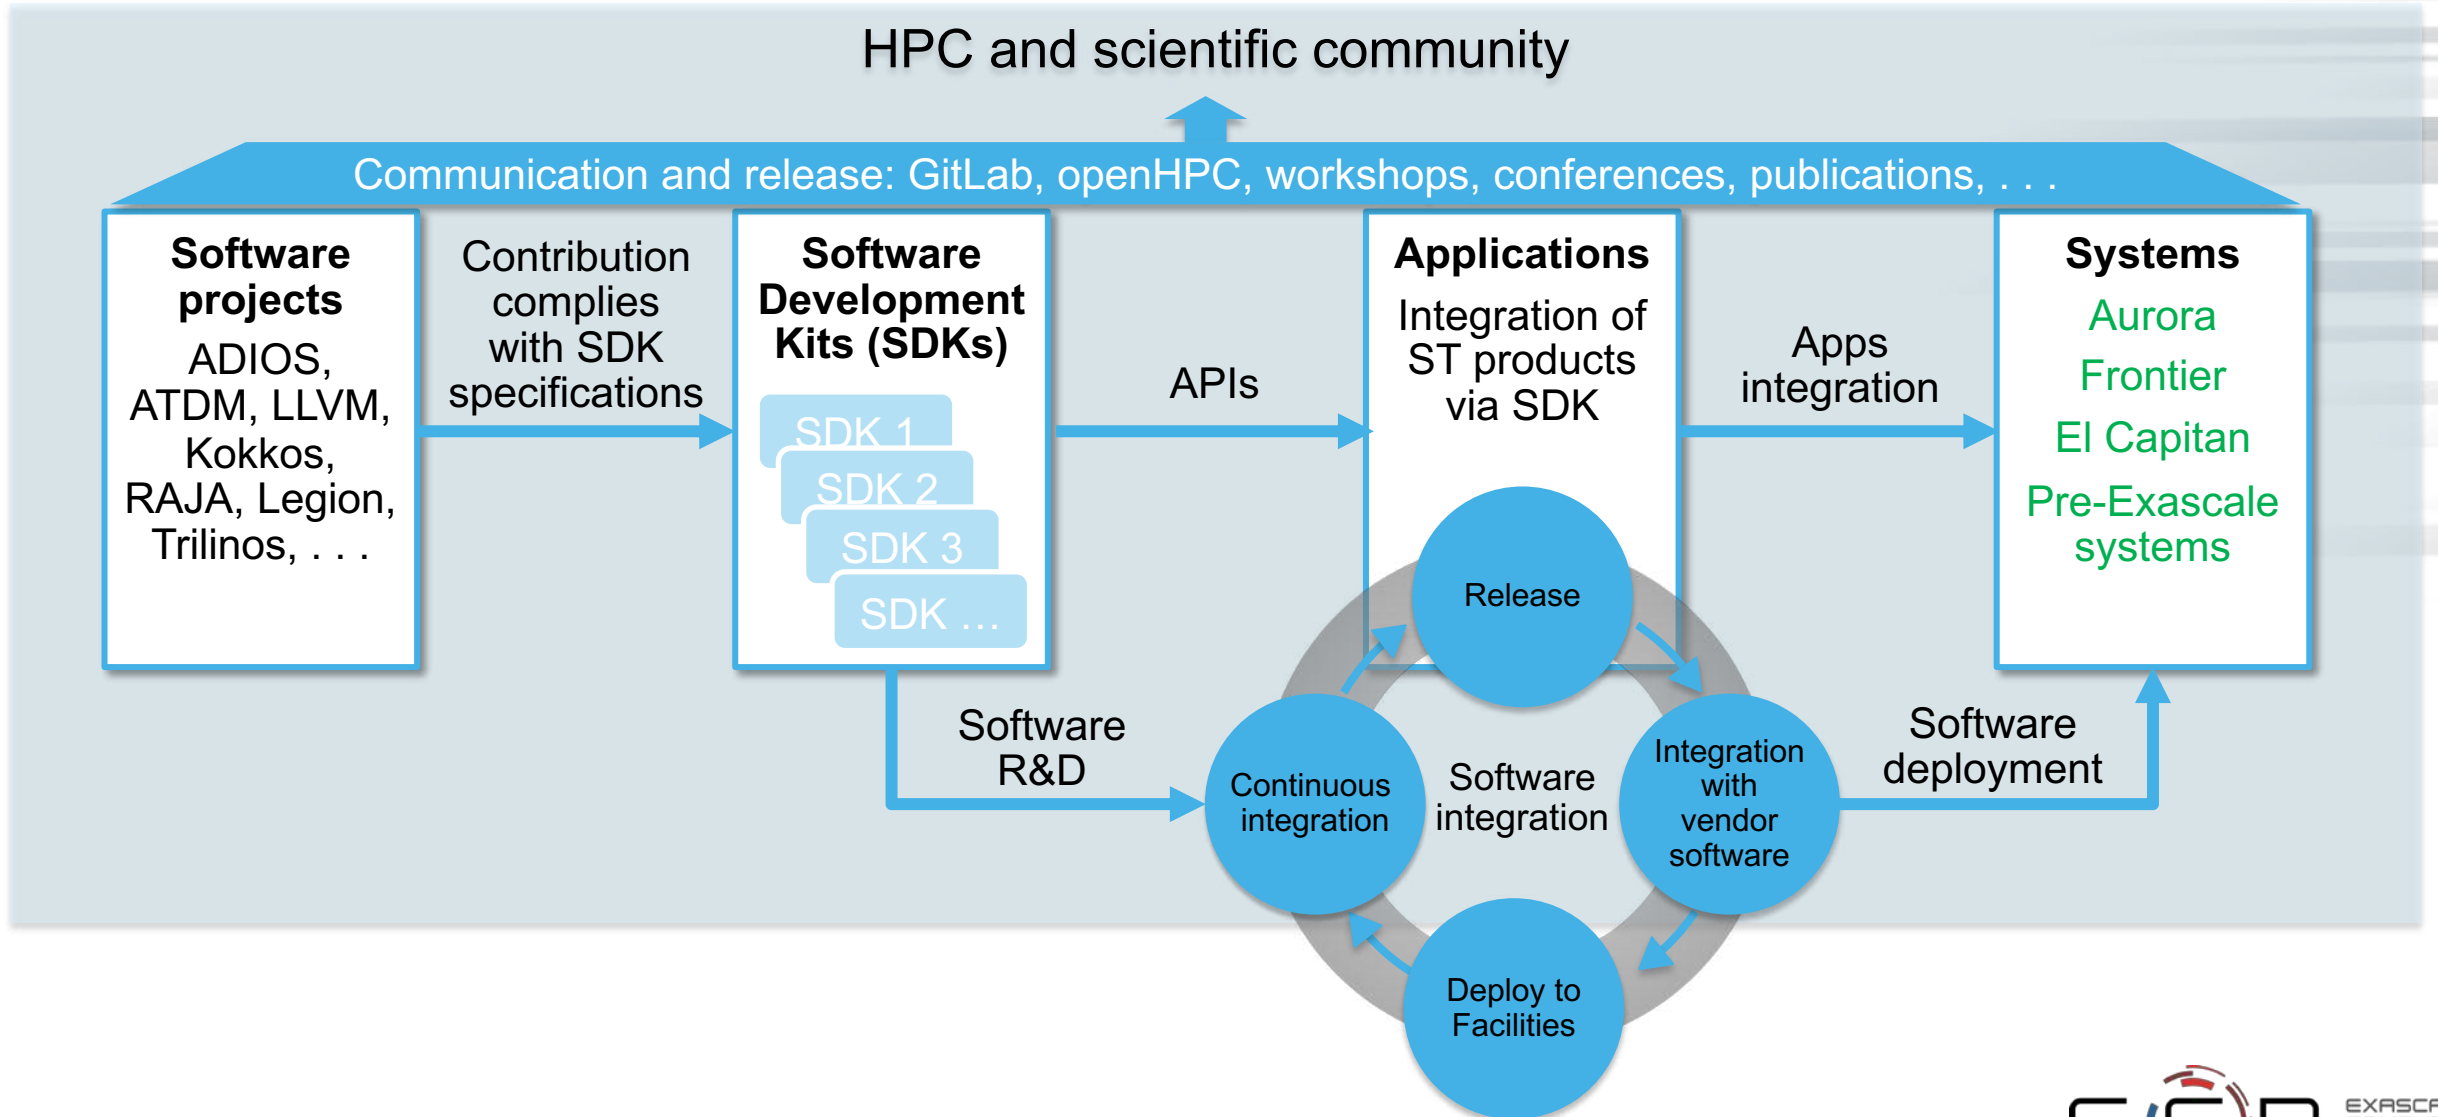 HPC and scientific community
Communication and release: GitLab, openHPC, workshops, conferences, publications, . . .
Software
projects
ADIOS,
ATDM, LLVM,
Kokkos,
RAJA, Legion,
Trilinos, . . .
Contribution
complies
with SDK
specifications
Software
Development
Kits (SDKs)
SDK 1
SDK 2
SDK 3
SDK …
APIs
Applications
Integration of
ST products
via SDK
Apps
integration
Systems
Aurora
Frontier
El Capitan
Pre-Exascale
systems
Software
R&D
Release
Continuous
integration
Software
integration
Integration
with
vendor
software
Deploy to
Facilities
Software
deployment